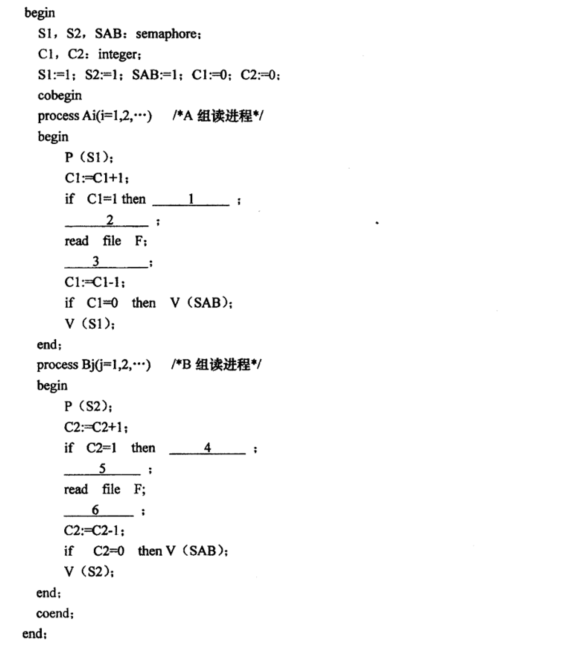 begin
S1，S2，SAB：semaphore；
C1，C2：integer；
S1:=1；S2:=1；SAB:=1；C1:=0；C2:=0；
cobegin
process Ai(i=1,2,…) /*A 组读进程*/
begin
P（S1）；
C1:=C1+1；
if C1=1 then ____1____ ；
____2____ ；
read file F；
____3____；
C1:=C1-1；
if C1=0 then V（SAB）；
V（S1）；
end；
process Bj(j=1,2,…) /*B 组读进程*/
begin
P（S2）；
C2:=C2+1；
if C2=1 then ____4____ ；
____5____ ；
read file F;
____6____ ；
C2:=C2-1；
if C2=0 then V（SAB）；
V（S2）；
end；
coend；
end；